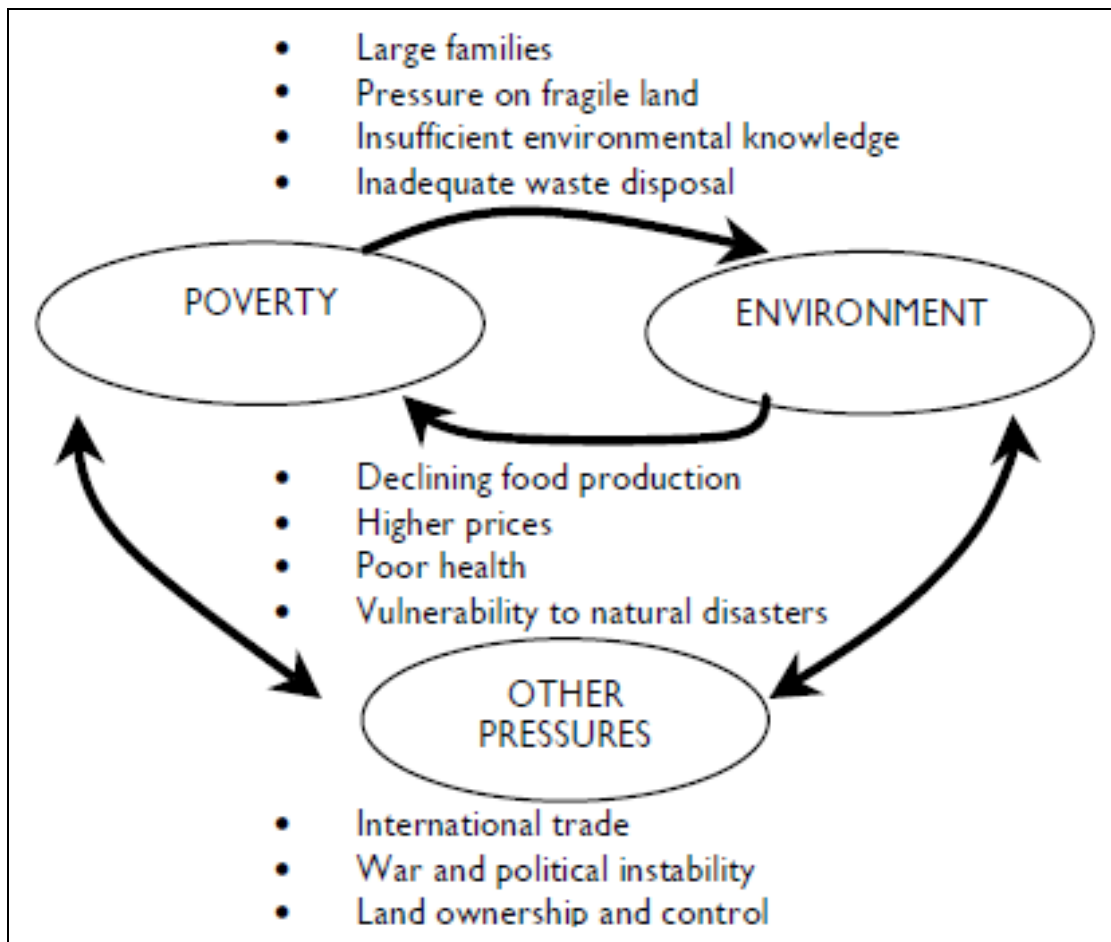 • Large families
• Pressure on fragile land
• Insufficient environmental knowledge
• Inadequate waste disposal
POVERTY
ENVIRONMENT
• Declining food production
• Higher prices
• Poor health
• Vulnerability to natural disasters
OTHER
PRESSURES
• International trade
• War and political instability
• Land ownership and control